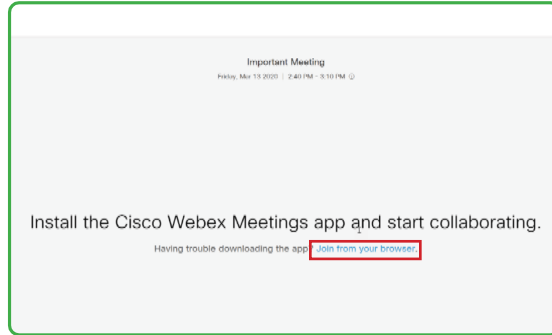 Important Meeting
Friday, Mar 13 2020 | 2:40 PM - 3:10 PM
Install the Cisco Webex Meetings app and start collaborating.
Having trouble downloading the app? Join from your browser.